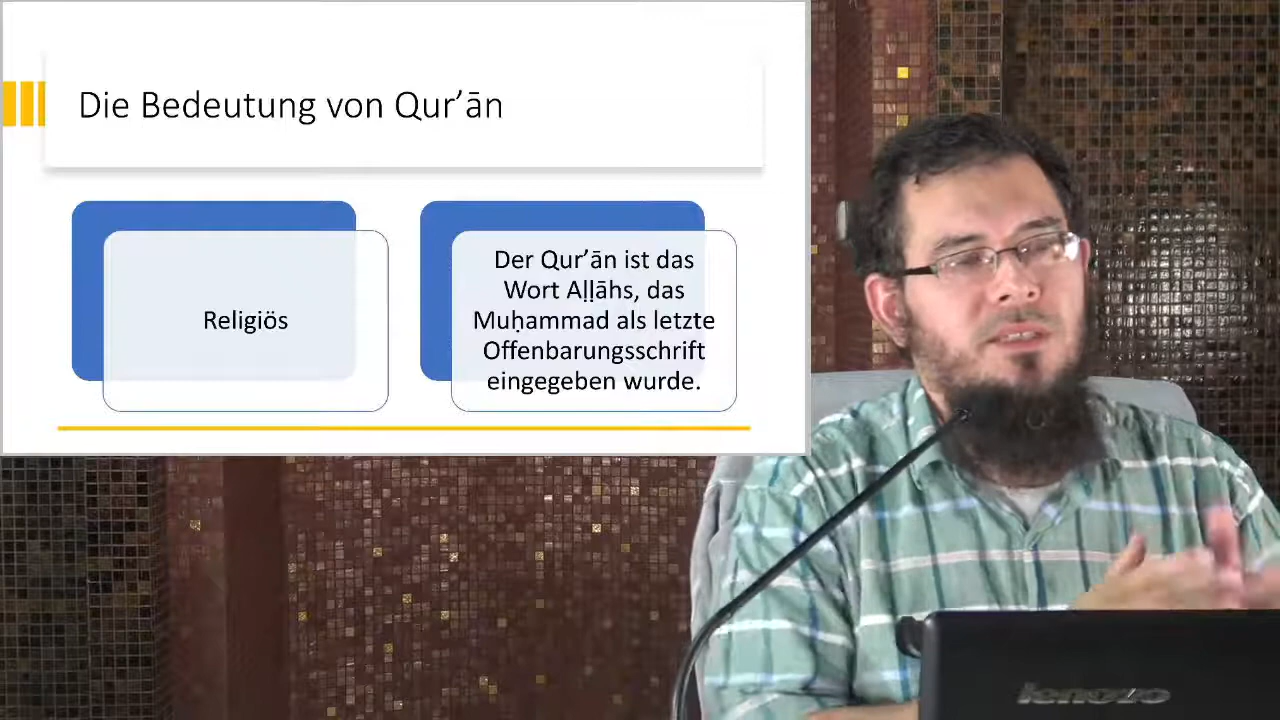 Die Bedeutung von Qur’ān
Religiös
Der Qur’ān ist das
Wort Aḷḷāhs, das
Muḥammad als letzte
Offenbarungsschrift
eingegeben wurde.
lenovo